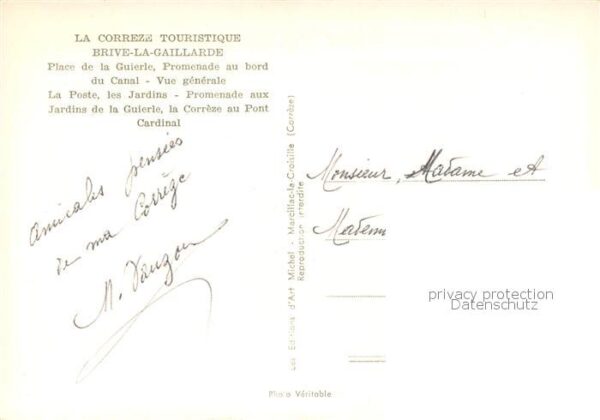 LA CORREZE TOURISTIQUE
BRIVE-LA-GAILLARDE
Place de la Guierle, Promenade au bord
du Canal - Vue générale
La Poste, les Jardins - Promenade aux
Jardins de la Guierle, la Corrèze au Pont
Cardinal
Amicales pensées
de ma Corrèze
M.
Les Editions d'Art Michel - Marcillac-la-Croisille (Corrèze)
Reproduction interdite
Monsieur, Madame et
Madem
privacy protection
Datenschutz
Photo Véritable